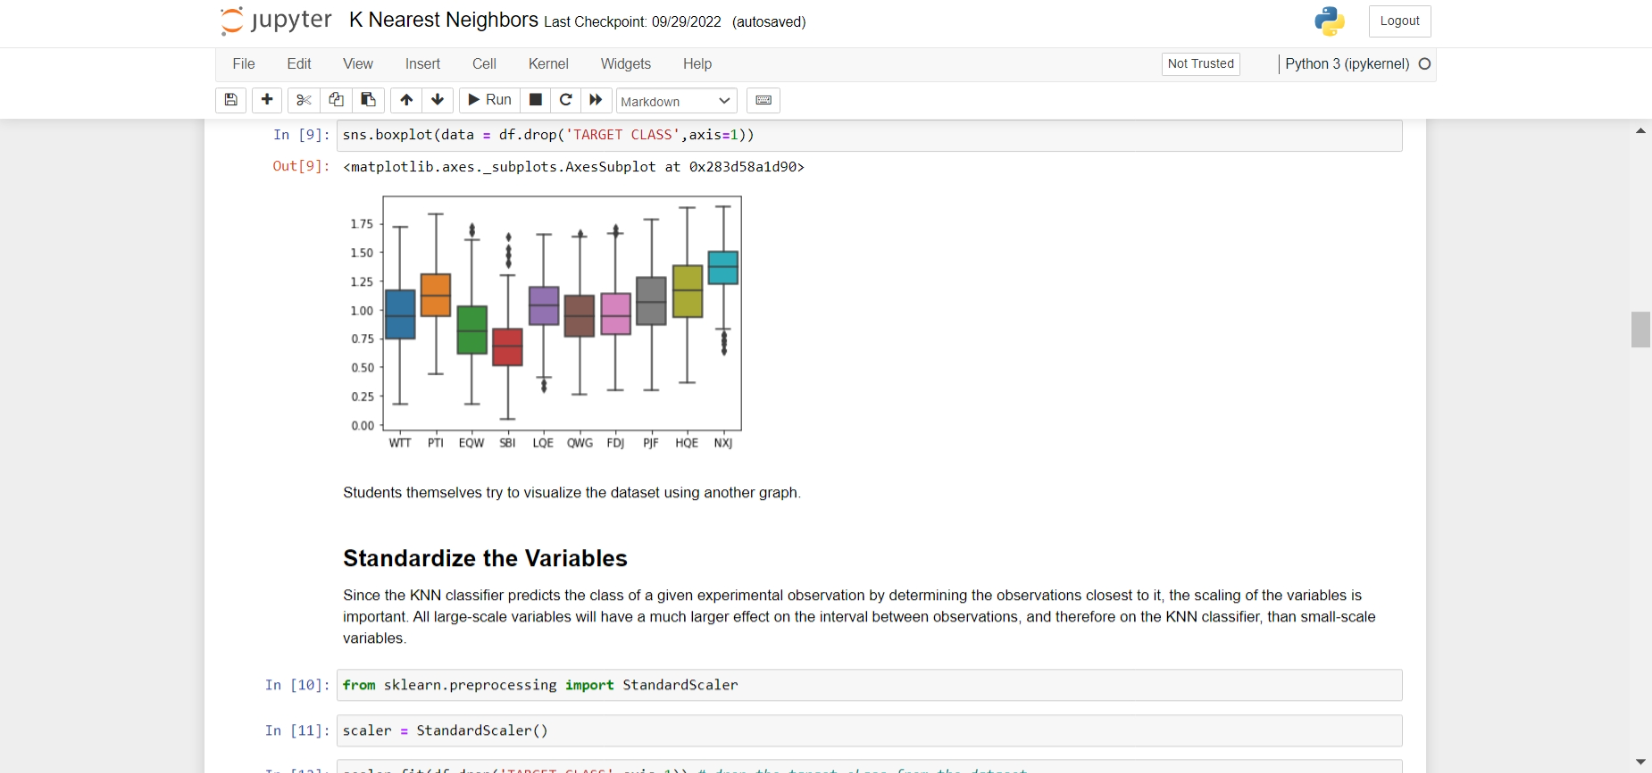 jupyter K Nearest Neighbors Last Checkpoint: 09/29/2022 (autosaved) Logout
File Edit View Insert Cell Kernel Widgets Help Not Trusted Python 3 (ipykernel)
Run Markdown
In [9]: sns.boxplot(data = df.drop('TARGET CLASS',axis=1))
Out[9]: <matplotlib.axes._subplots.AxesSubplot at 0x283d58a1d90>
1.75
1.50
1.25
1.00
0.75
0.50
0.25
0.00
WTT PTI EQW SBI LQE QWG FDJ PJF HQE NXJ
Students themselves try to visualize the dataset using another graph.
Standardize the Variables
Since the KNN classifier predicts the class of a given experimental observation by determining the observations closest to it, the scaling of the variables is
important. All large-scale variables will have a much larger effect on the interval between observations, and therefore on the KNN classifier, than small-scale
variables.
In [10]: from sklearn.preprocessing import StandardScaler
In [11]: scaler = StandardScaler()